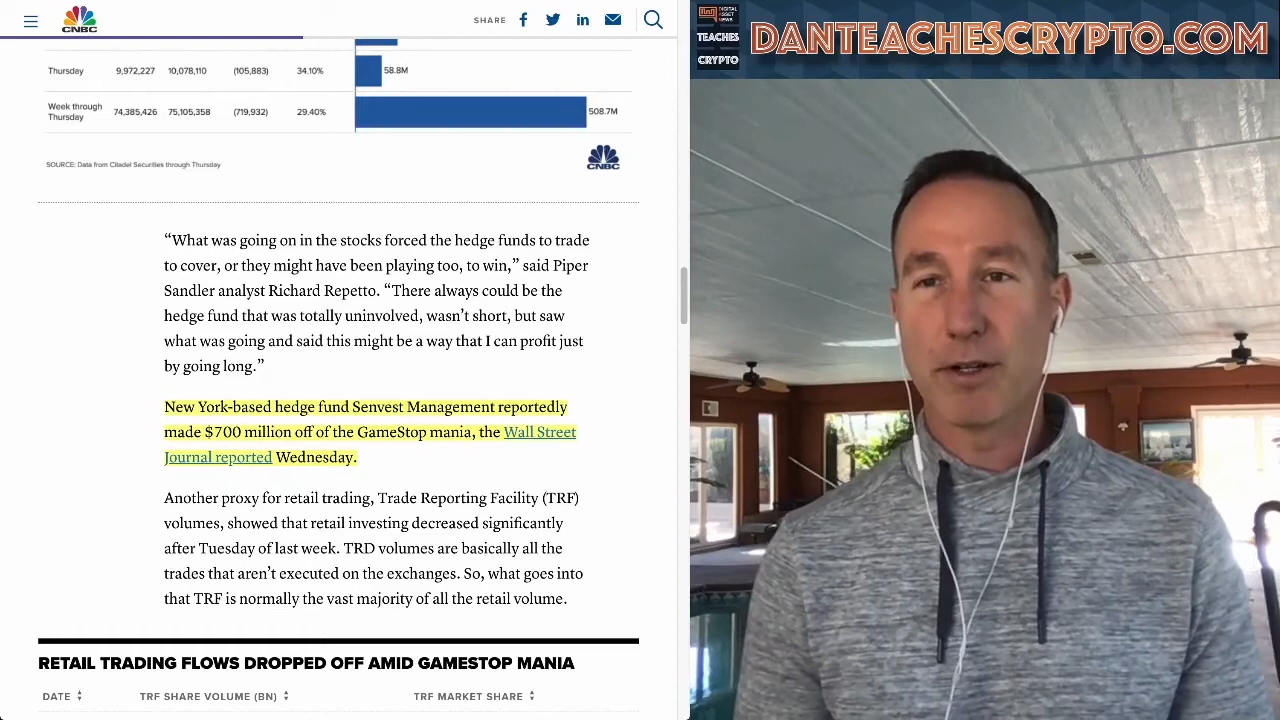 CNBC
SHARE
Thursday 9,972,227 10,078,110 (105,883) 34.10% 58.8M
Week through
Thursday 74,385,426 75,105,358 (719,932) 29.40% 508.7M
SOURCE: Data from Citadel Securities through Thursday
CNBC
“What was going on in the stocks forced the hedge funds to trade
to cover, or they might have been playing too, to win,” said Piper
Sandler analyst Richard Repetto. “There always could be the
hedge fund that was totally uninvolved, wasn’t short, but saw
what was going and said this might be a way that I can profit just
by going long.”
New York-based hedge fund Senvest Management reportedly
made $700 million off of the GameStop mania, the Wall Street
Journal reported Wednesday.
Another proxy for retail trading, Trade Reporting Facility (TRF)
volumes, showed that retail investing decreased significantly
after Tuesday of last week. TRD volumes are basically all the
trades that aren’t executed on the exchanges. So, what goes into
that TRF is normally the vast majority of all the retail volume.
RETAIL TRADING FLOWS DROPPED OFF AMID GAMESTOP MANIA
DATE TRF SHARE VOLUME (BN) TRF MARKET SHARE
DIGITAL
ASSET
NEWS
TEACHES
CRYPTO
DANTEACHESCRYPTO.COM